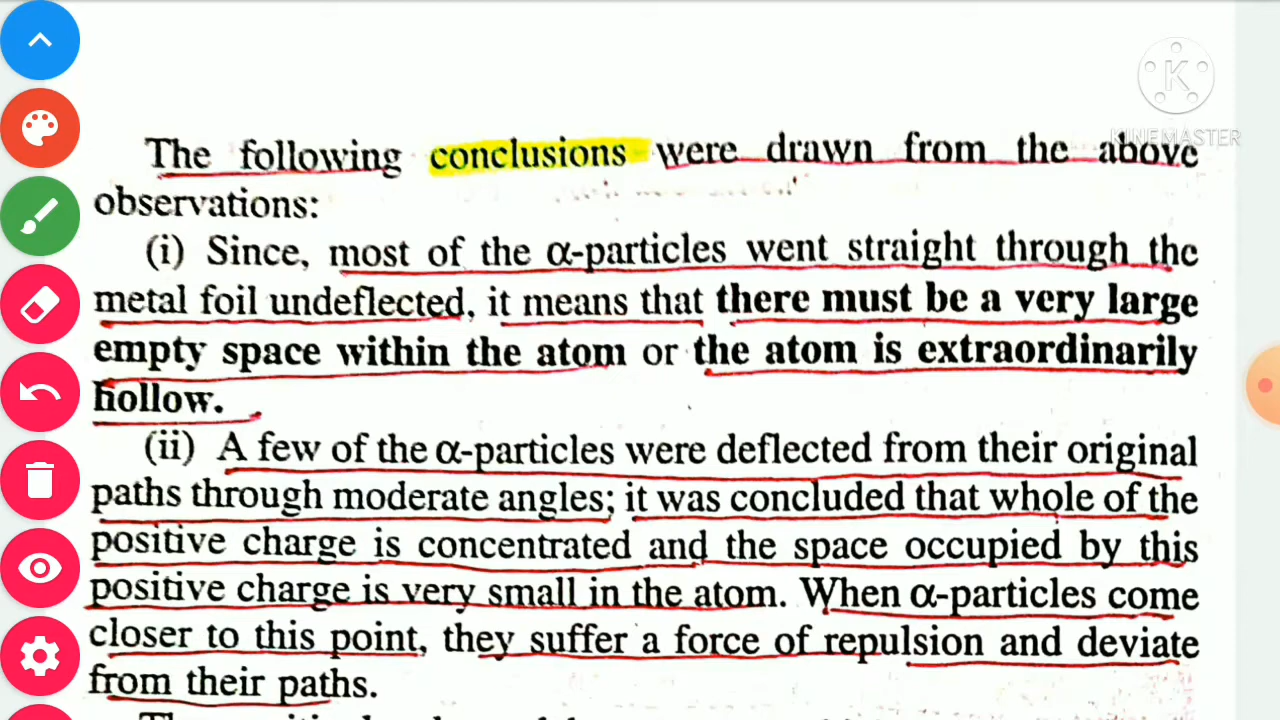 KINEMASTER
The following conclusions were drawn from the above
observations:
(i) Since, most of the α-particles went straight through the
metal foil undeflected, it means that there must be a very large
empty space within the atom or the atom is extraordinarily
hollow.
(ii) A few of the α-particles were deflected from their original
paths through moderate angles; it was concluded that whole of the
positive charge is concentrated and the space occupied by this
positive charge is very small in the atom. When α-particles come
closer to this point, they suffer a force of repulsion and deviate
from their paths.